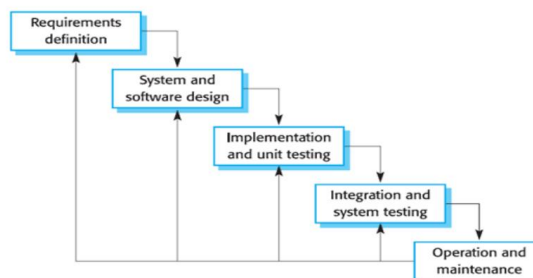 Requirements
definition
System and
software design
Implementation
and unit testing
Integration and
system testing
Operation and
maintenance